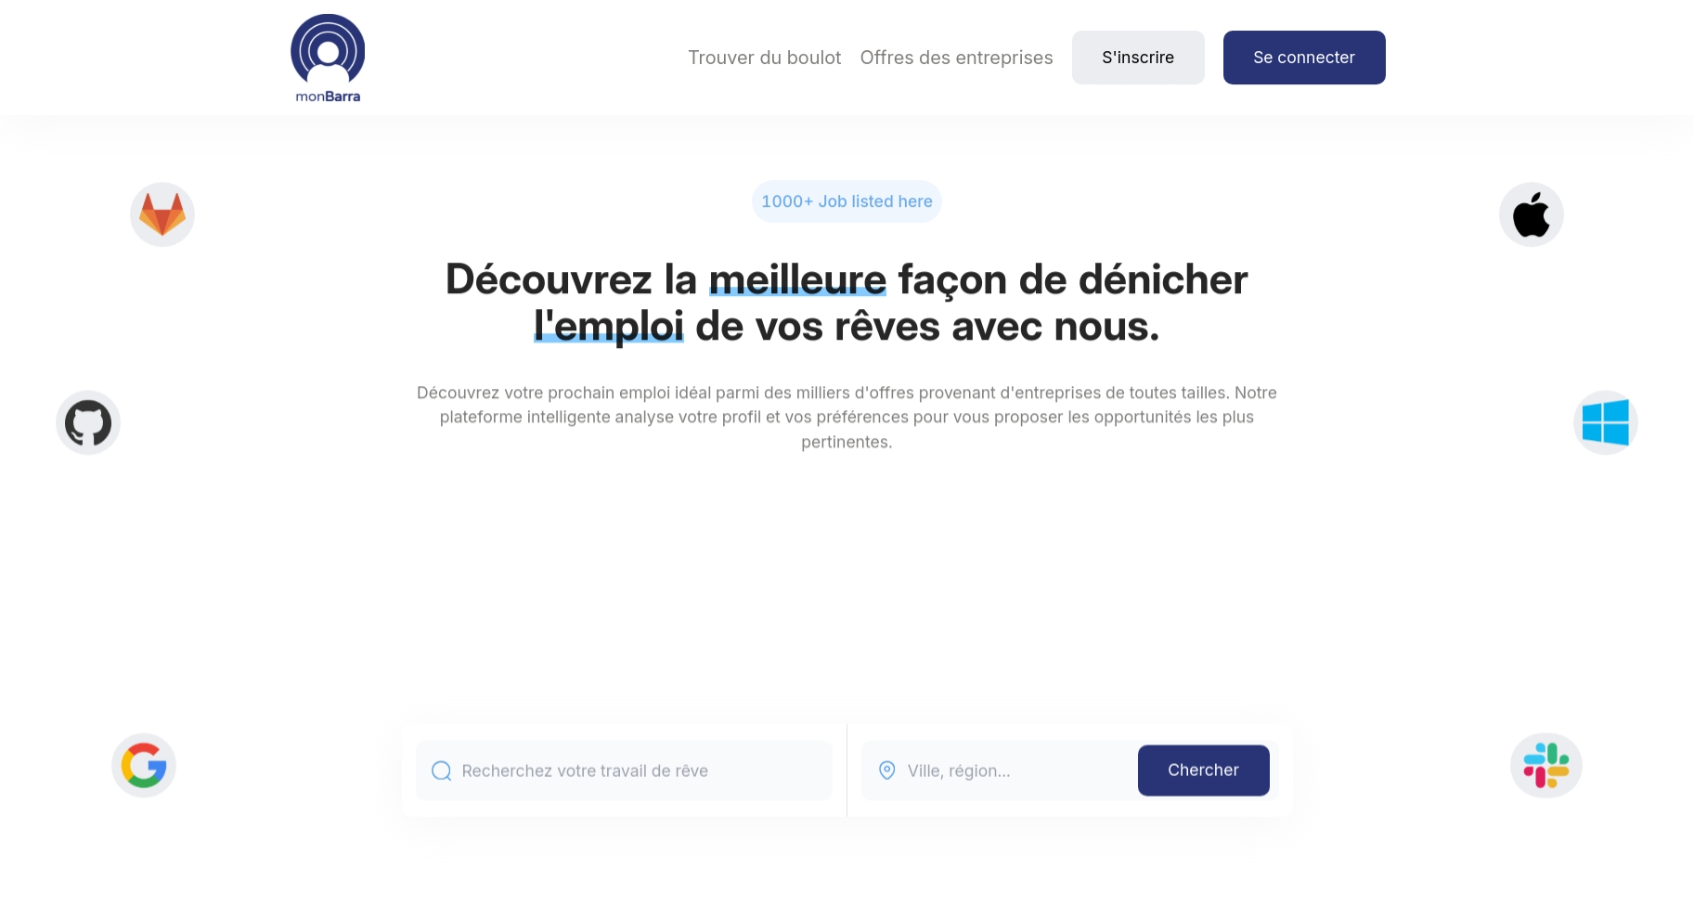 monBarra
Trouver du boulot
Offres des entreprises
S'inscrire
Se connecter
1000+ Job listed here
Découvrez la meilleure façon de dénicher
l'emploi de vos rêves avec nous.
Découvrez votre prochain emploi idéal parmi des milliers d'offres provenant d'entreprises de toutes tailles. Notre
plateforme intelligente analyse votre profil et vos préférences pour vous proposer les opportunités les plus
pertinentes.
Recherchez votre travail de rêve
Ville, région...
Chercher